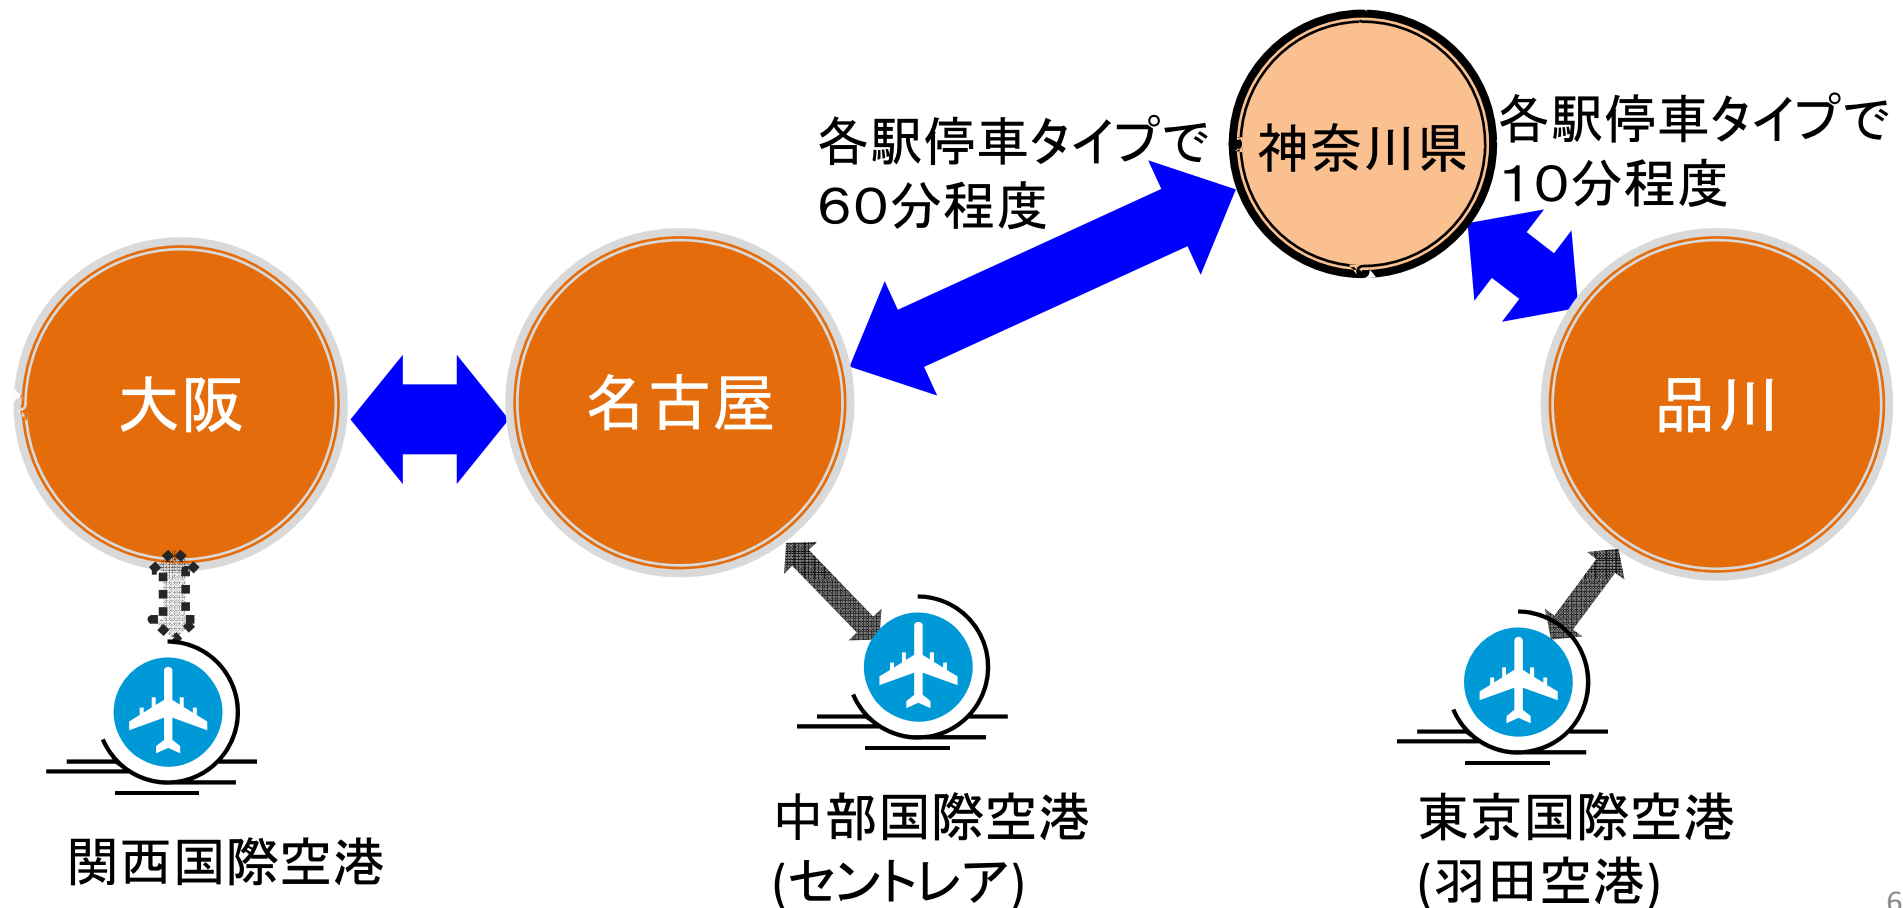 各駅停車タイプで
60分程度
神奈川県
各駅停車タイプで
10分程度
大阪
名古屋
品川
関西国際空港
中部国際空港
(セントレア)
東京国際空港
(羽田空港)
6